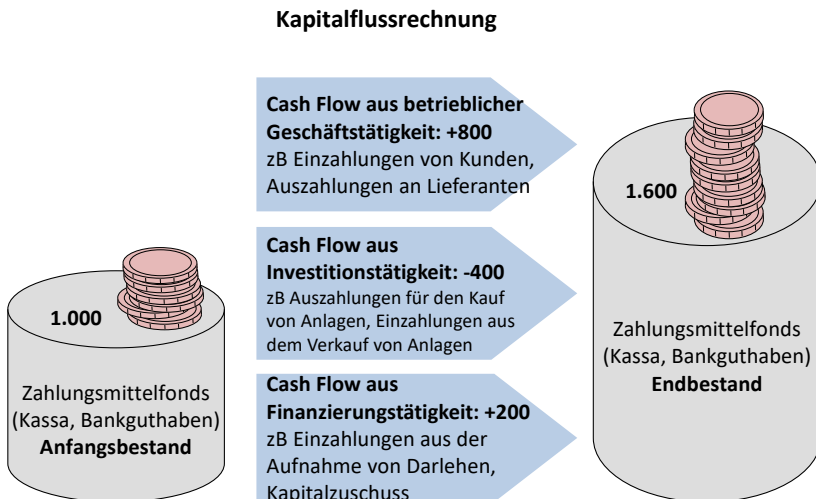 Kapitalflussrechnung
Cash Flow aus betrieblicher
Geschäftstätigkeit: +800
zB Einzahlungen von Kunden,
Auszahlungen an Lieferanten
Cash Flow aus
Investitionstätigkeit: -400
zB Auszahlungen für den Kauf
von Anlagen, Einzahlungen aus
dem Verkauf von Anlagen
Cash Flow aus
Finanzierungstätigkeit: +200
zB Einzahlungen aus der
Aufnahme von Darlehen,
Kapitalzuschuss
1.000
Zahlungsmittelfonds
(Kassa, Bankguthaben)
Anfangsbestand
1.600
Zahlungsmittelfonds
(Kassa, Bankguthaben)
Endbestand